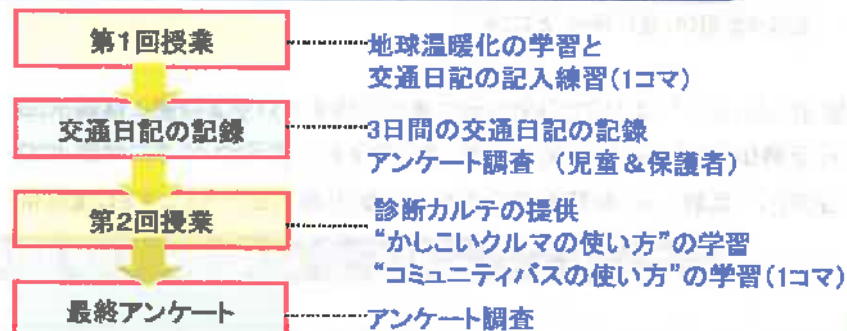 第1回授業
地球温暖化の学習と
交通日記の記入練習(1コマ)
交通日記の記録
3日間の交通日記の記録
アンケート調査 (児童&保護者)
第2回授業
診断カルテの提供
“かしこいクルマの使い方”の学習
“コミュニティバスの使い方”の学習(1コマ)
最終アンケート
アンケート調査